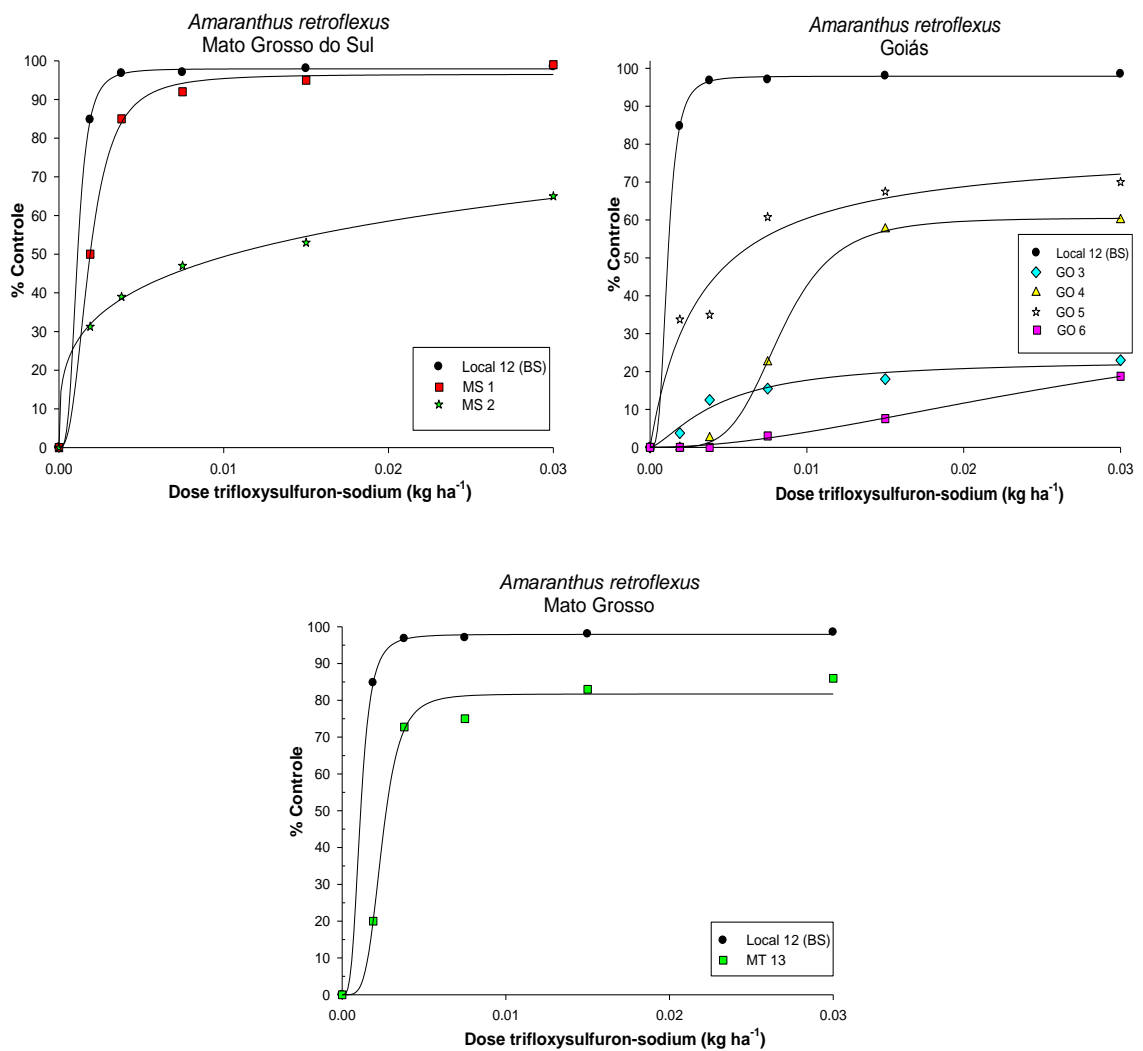 Amaranthus retroflexus
Mato Grosso do Sul
% Controle
100
90
80
70
60
50
40
30
20
10
0
Local 12 (BS)
MS 1
MS 2
0.00
0.01
0.02
0.03
Dose trifloxysulfuron-sodium (kg ha⁻¹)
Amaranthus retroflexus
Goiás
% Controle
100
90
80
70
60
50
40
30
20
10
0
Local 12 (BS)
GO 3
GO 4
GO 5
GO 6
0.00
0.01
0.02
0.03
Dose trifloxysulfuron-sodium (kg ha⁻¹)
Amaranthus retroflexus
Mato Grosso
% Controle
100
90
80
70
60
50
40
30
20
10
0
Local 12 (BS)
MT 13
0.00
0.01
0.02
0.03
Dose trifloxysulfuron-sodium (kg ha⁻¹)